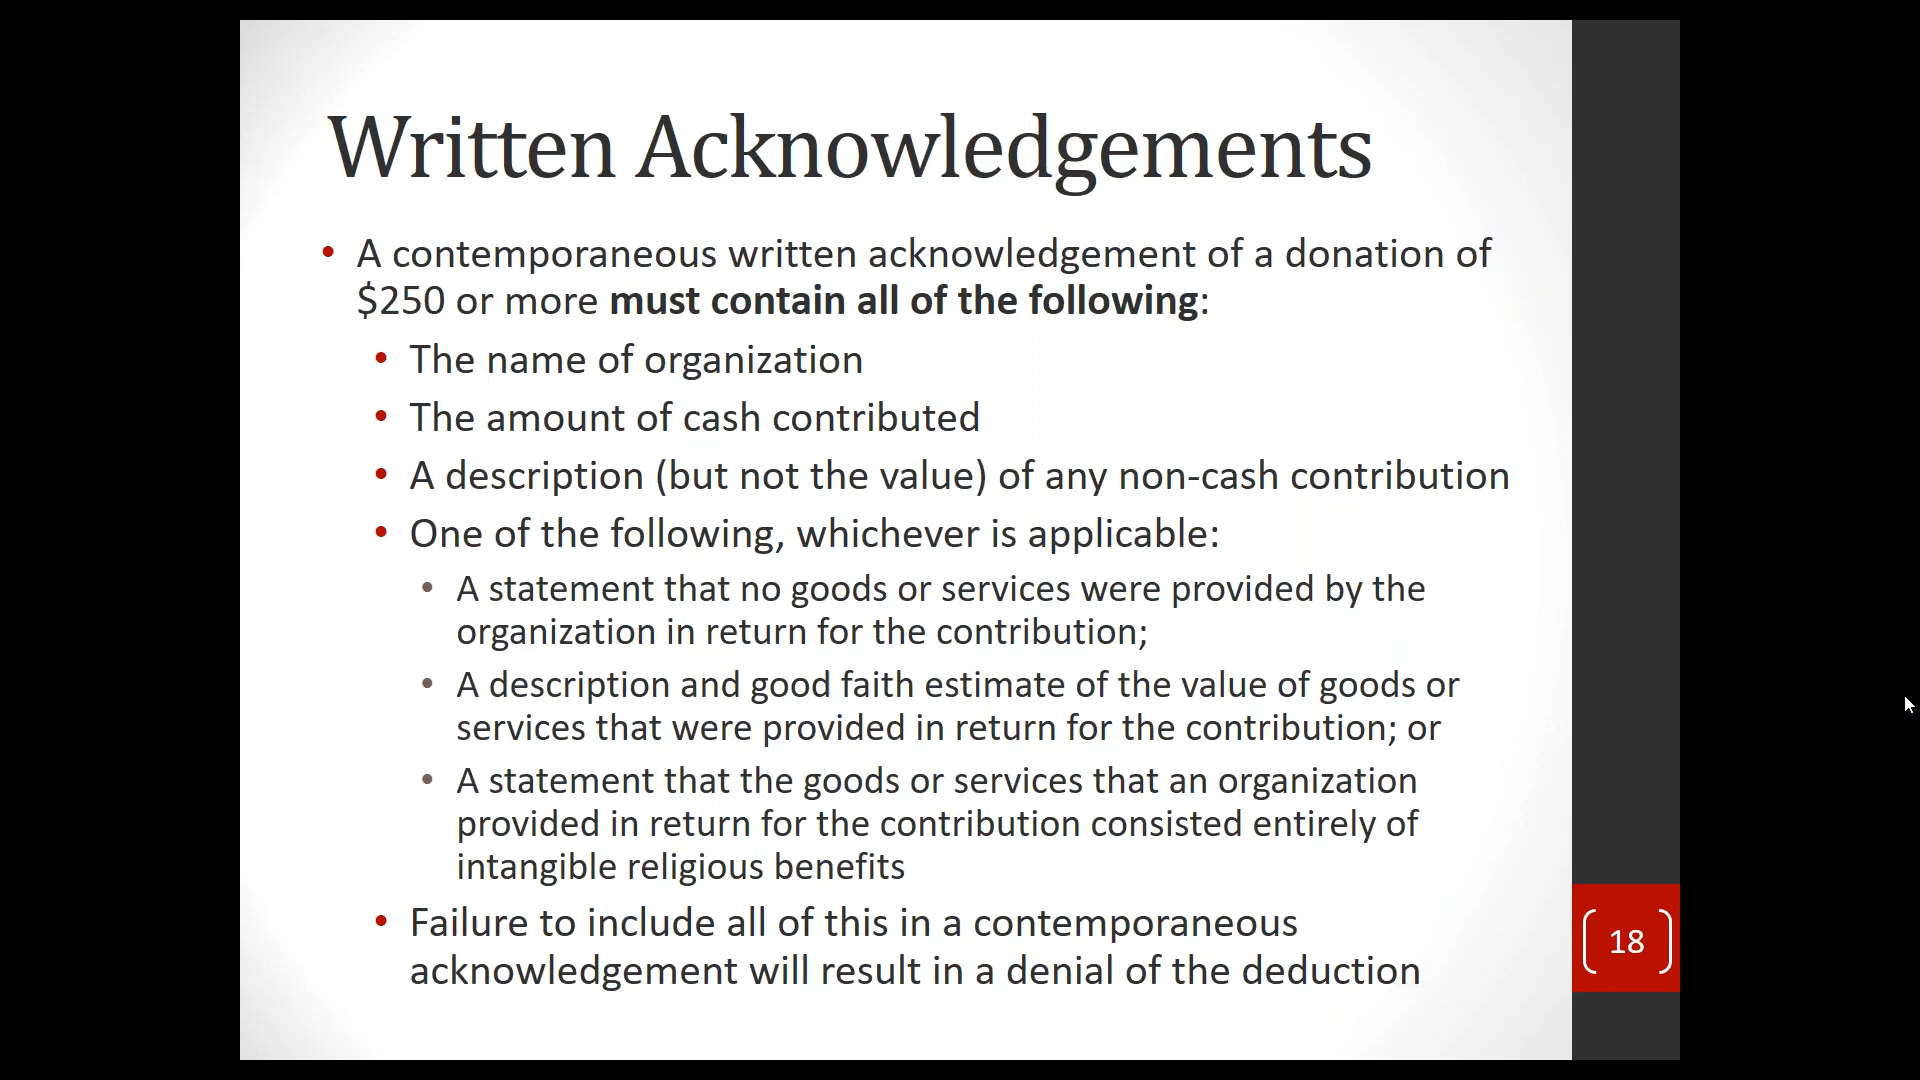 Written Acknowledgements
• A contemporaneous written acknowledgement of a donation of
$250 or more must contain all of the following:
• The name of organization
• The amount of cash contributed
• A description (but not the value) of any non-cash contribution
• One of the following, whichever is applicable:
• A statement that no goods or services were provided by the
organization in return for the contribution;
• A description and good faith estimate of the value of goods or
services that were provided in return for the contribution; or
• A statement that the goods or services that an organization
provided in return for the contribution consisted entirely of
intangible religious benefits
• Failure to include all of this in a contemporaneous
acknowledgement will result in a denial of the deduction
18